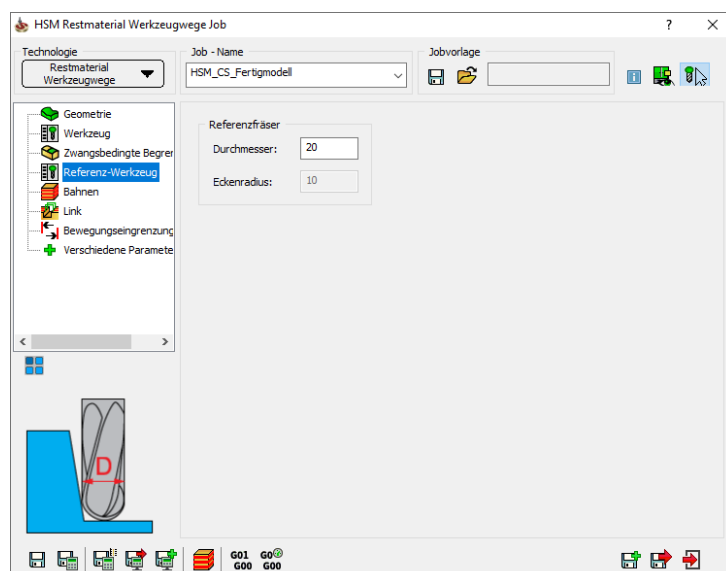 HSM Restmaterial Werkzeugwege Job
?
Technologie
Restmaterial
Werkzeugwege
Job - Name
HSM_CS_Fertigmodell
Jobvorlage
Geometrie
Werkzeug
Zwangsbedingte Begrer
Referenz-Werkzeug
Bahnen
Link
Bewegungseingrenzung
Verschiedene Paramete
Referenzfräser
Durchmesser:
20
Eckenradius:
10
D
G01
G00
G0
G00